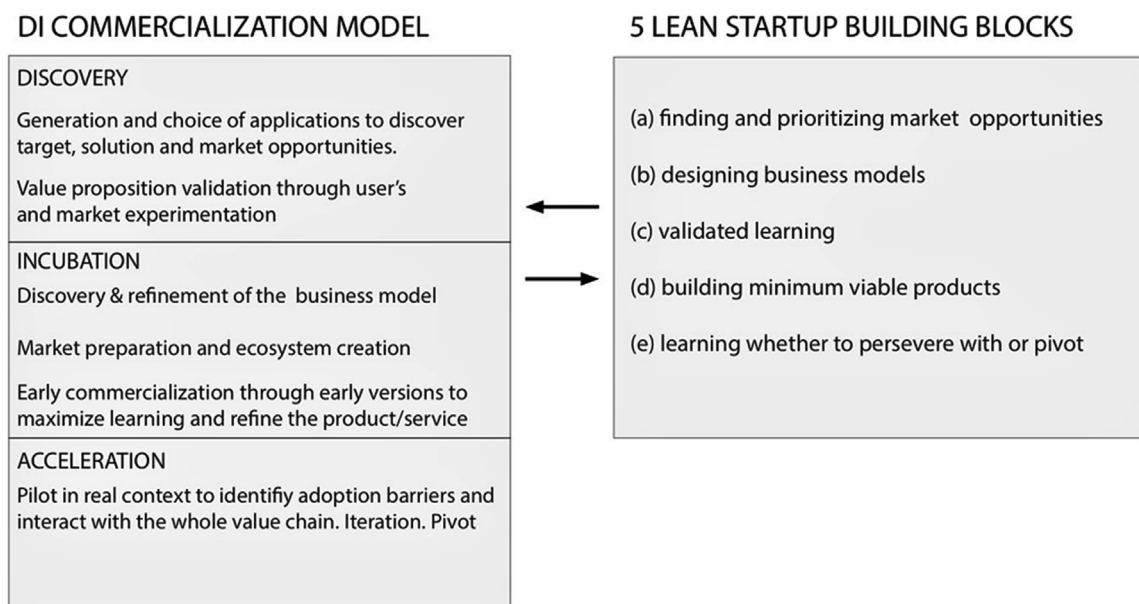 DI COMMERCIALIZATION MODEL
DISCOVERY
Generation and choice of applications to discover
target, solution and market opportunities.
Value proposition validation through user's
and market experimentation
INCUBATION
Discovery & refinement of the business model
Market preparation and ecosystem creation
Early commercialization through early versions to
maximize learning and refine the product/service
ACCELERATION
Pilot in real context to identifiy adoption barriers and
interact with the whole value chain. Iteration. Pivot
5 LEAN STARTUP BUILDING BLOCKS
(a) finding and prioritizing market opportunities
(b) designing business models
(c) validated learning
(d) building minimum viable products
(e) learning whether to persevere with or pivot